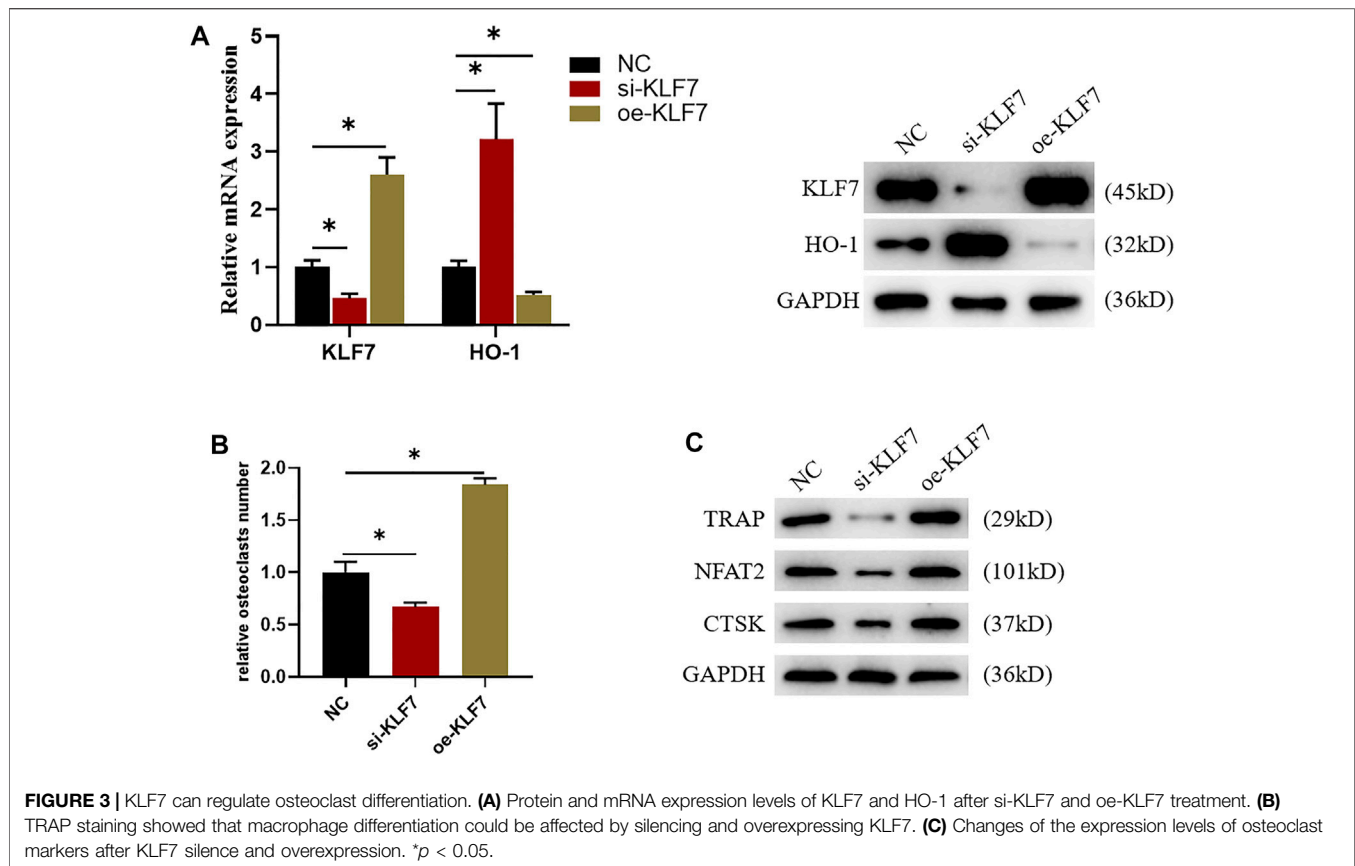 A
Relative mRNA expression
5
4
3
2
1
0
*
*
*
*
KLF7
HO-1
NC
si-KLF7
oe-KLF7
NC
si-KLF7
oe-KLF7
KLF7 (45kD)
HO-1 (32kD)
GAPDH (36kD)
B
relative osteoclasts number
2.0
1.5
1.0
0.5
0.0
*
*
NC
si-KLF7
oe-KLF7
C
NC
si-KLF7
oe-KLF7
TRAP (29kD)
NFAT2 (101kD)
CTSK (37kD)
GAPDH (36kD)
FIGURE 3 | KLF7 can regulate osteoclast differentiation. (A) Protein and mRNA expression levels of KLF7 and HO-1 after si-KLF7 and oe-KLF7 treatment. (B)
TRAP staining showed that macrophage differentiation could be affected by silencing and overexpressing KLF7. (C) Changes of the expression levels of osteoclast
markers after KLF7 silence and overexpression. *p < 0.05.